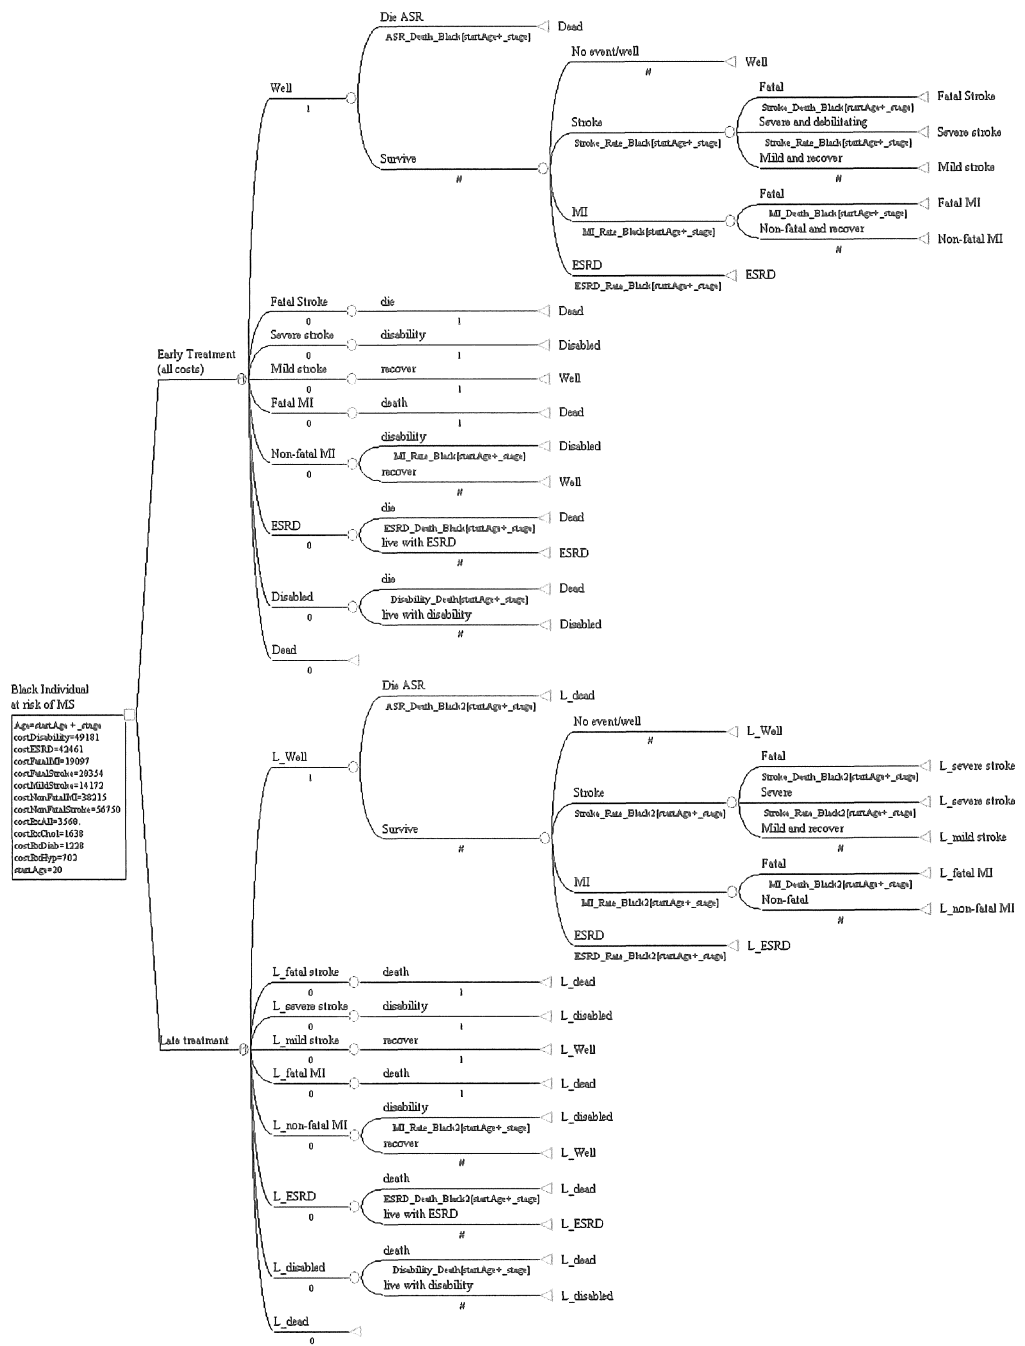 Die ASR
Dead
ASR_Death_Black[startAge+_stage]
No event/well
Well
#
Well
1
Fatal
Fatal Stroke
Stroke_Death_Black[startAge+_stage]
Stroke
Severe and debilitating
Severe stroke
Stroke_Rate_Black[startAge+_stage]
Stroke_Rate_Black[startAge+_stage]
Mild and recover
Mild stroke
#
Survive
#
Fatal
Fatal MI
MI_Death_Black[startAge+_stage]
MI
Non-fatal and recover
Non-fatal MI
MI_Rate_Black[startAge+_stage]
#
ESRD
ESRD
ESRD_Rate_Black[startAge+_stage]
Fatal Stroke
die
Dead
0
1
Severe stroke
disability
Disabled
0
1
Early Treatment
(all costs)
Mild stroke
recover
Well
0
1
Fatal MI
death
Dead
0
1
disability
Disabled
Non-fatal MI
MI_Rate_Black[startAge+_stage]
0
recover
Well
#
die
Dead
ESRD
ESRD_Death_Black[startAge+_stage]
0
live with ESRD
ESRD
#
die
Dead
Disabled
Disability_Death[startAge+_stage]
0
live with disability
Disabled
#
Dead
0
Black Individual
at risk of MS
Age=startAge + _stage
costDisability=49181
costESRD=42461
costFatalMI=19097
costFatalStroke=20354
costMildStroke=14172
costNonFatalMI=38215
costNonFatalStroke=56750
costRxAll=3560.
costRxChol=1638
costRxDiab=1228
costRxHyp=702
startAge=20
Die ASR
L_dead
ASR_Death_Black2[startAge+_stage]
No event/well
L_Well
#
L_Well
1
Fatal
L_severe stroke
Stroke_Death_Black2[startAge+_stage]
Stroke
Severe
L_severe stroke
Stroke_Rate_Black2[startAge+_stage]
Stroke_Rate_Black2[startAge+_stage]
Mild and recover
L_mild stroke
#
Survive
#
Fatal
L_fatal MI
MI_Death_Black2[startAge+_stage]
MI
Non-fatal
L_non-fatal MI
MI_Rate_Black2[startAge+_stage]
#
ESRD
L_ESRD
ESRD_Rate_Black2[startAge+_stage]
L_fatal stroke
death
L_dead
0
1
L_severe stroke
disability
L_disabled
0
1
Late treatment
L_mild stroke
recover
L_Well
0
1
L_fatal MI
death
L_dead
0
1
disability
L_disabled
L_non-fatal MI
MI_Rate_Black2[startAge+_stage]
0
recover
L_Well
#
death
L_dead
L_ESRD
ESRD_Death_Black2[startAge+_stage]
0
live with ESRD
L_ESRD
#
death
L_dead
L_disabled
Disability_Death[startAge+_stage]
0
live with disability
L_disabled
#
L_dead
0